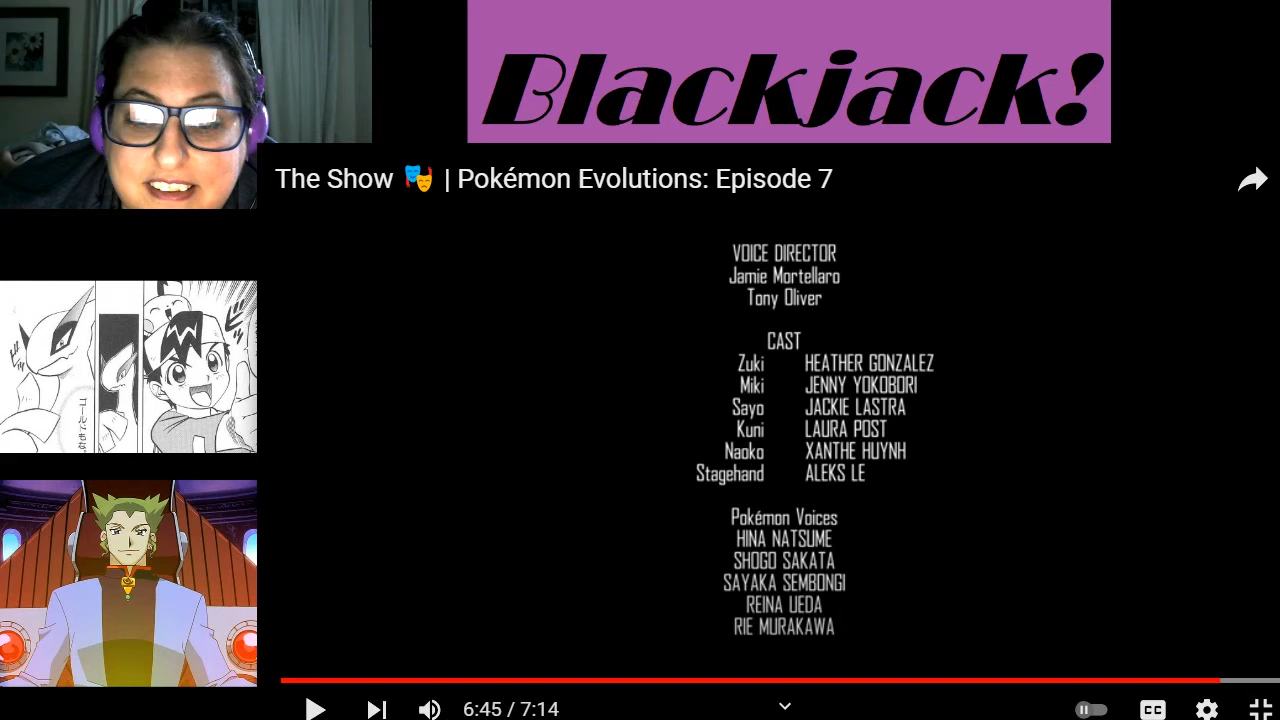 Blackjack!
The Show 🎭 | Pokémon Evolutions: Episode 7
VOICE DIRECTOR
Jamie Mortellaro
Tony Oliver
CAST
Zuki HEATHER GONZALEZ
Miki JENNY YOKOBORI
Sayo JACKIE LASTRA
Kuni LAURA POST
Naoko XANTHE HUYNH
Stagehand ALEKS LE
Pokémon Voices
HINA NATSUME
SHOGO SAKATA
SAYAKA SEMBONGI
REINA UEDA
RIE MURAKAWA
6:45 / 7:14
CC